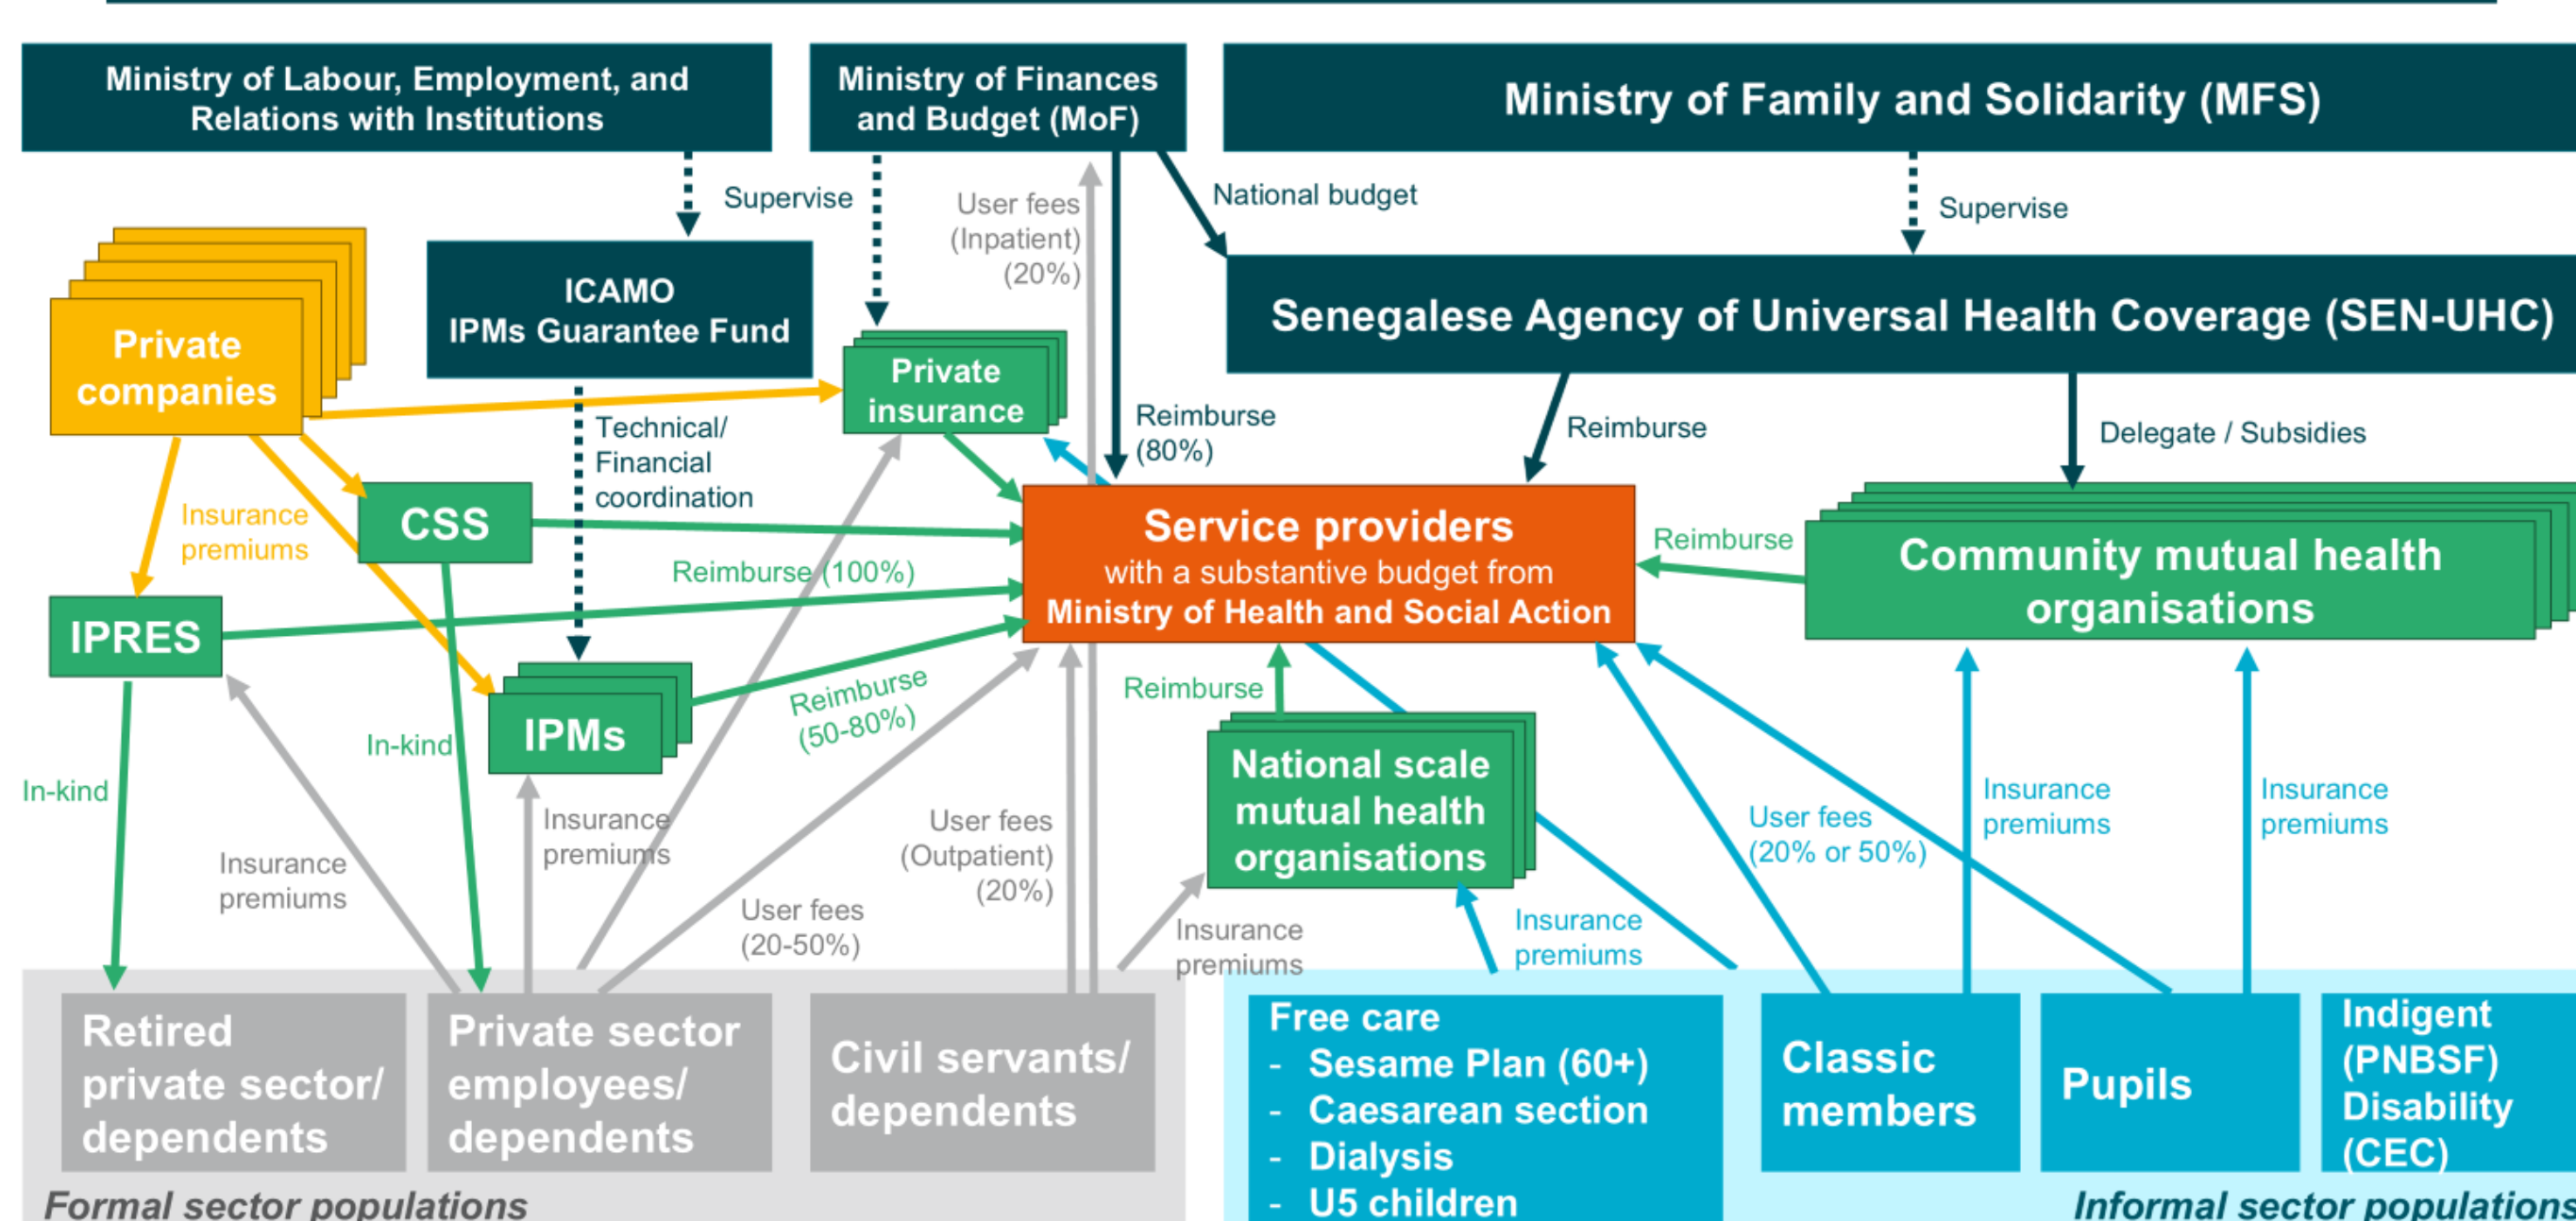 Ministry of Labour, Employment, and
Relations with Institutions
Ministry of Finances
and Budget (MoF)
Ministry of Family and Solidarity (MFS)
Supervise
User fees
(Inpatient)
(20%)
National budget
Supervise
ICAMO
IPMs Guarantee Fund
Senegalese Agency of Universal Health Coverage (SEN-UHC)
Private
companies
Private
insurance
Technical/
Financial
coordination
Reimburse
(80%)
Reimburse
Delegate / Subsidies
Insurance
premiums
CSS
Reimburse (100%)
Service providers
with a substantive budget from
Ministry of Health and Social Action
Reimburse
Community mutual health
organisations
IPRES
IPMs
Reimburse
(50-80%)
Reimburse
In-kind
In-kind
National scale
mutual health
organisations
Insurance
premiums
Insurance
premiums
User fees
(20-50%)
User fees
(Outpatient)
(20%)
Insurance
premiums
Insurance
premiums
User fees
(20% or 50%)
Insurance
premiums
Insurance
premiums
Retired
private sector/
dependents
Private sector
employees/
dependents
Civil servants/
dependents
Free care
- Sesame Plan (60+)
- Caesarean section
- Dialysis
- U5 children
Classic
members
Pupils
Indigent
(PNBSF)
Disability
(CEC)
Formal sector populations
Informal sector populations